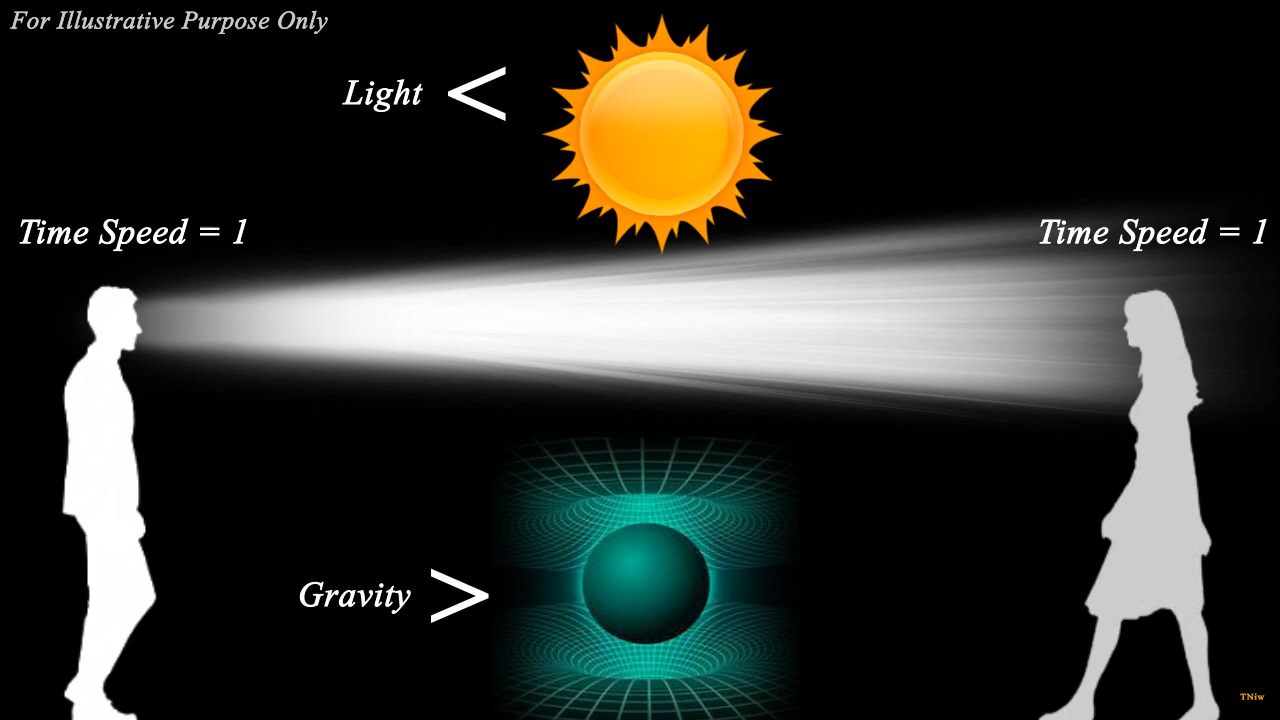 For Illustrative Purpose Only
Light <
Time Speed = 1
Time Speed = 1
Gravity >
TNiw